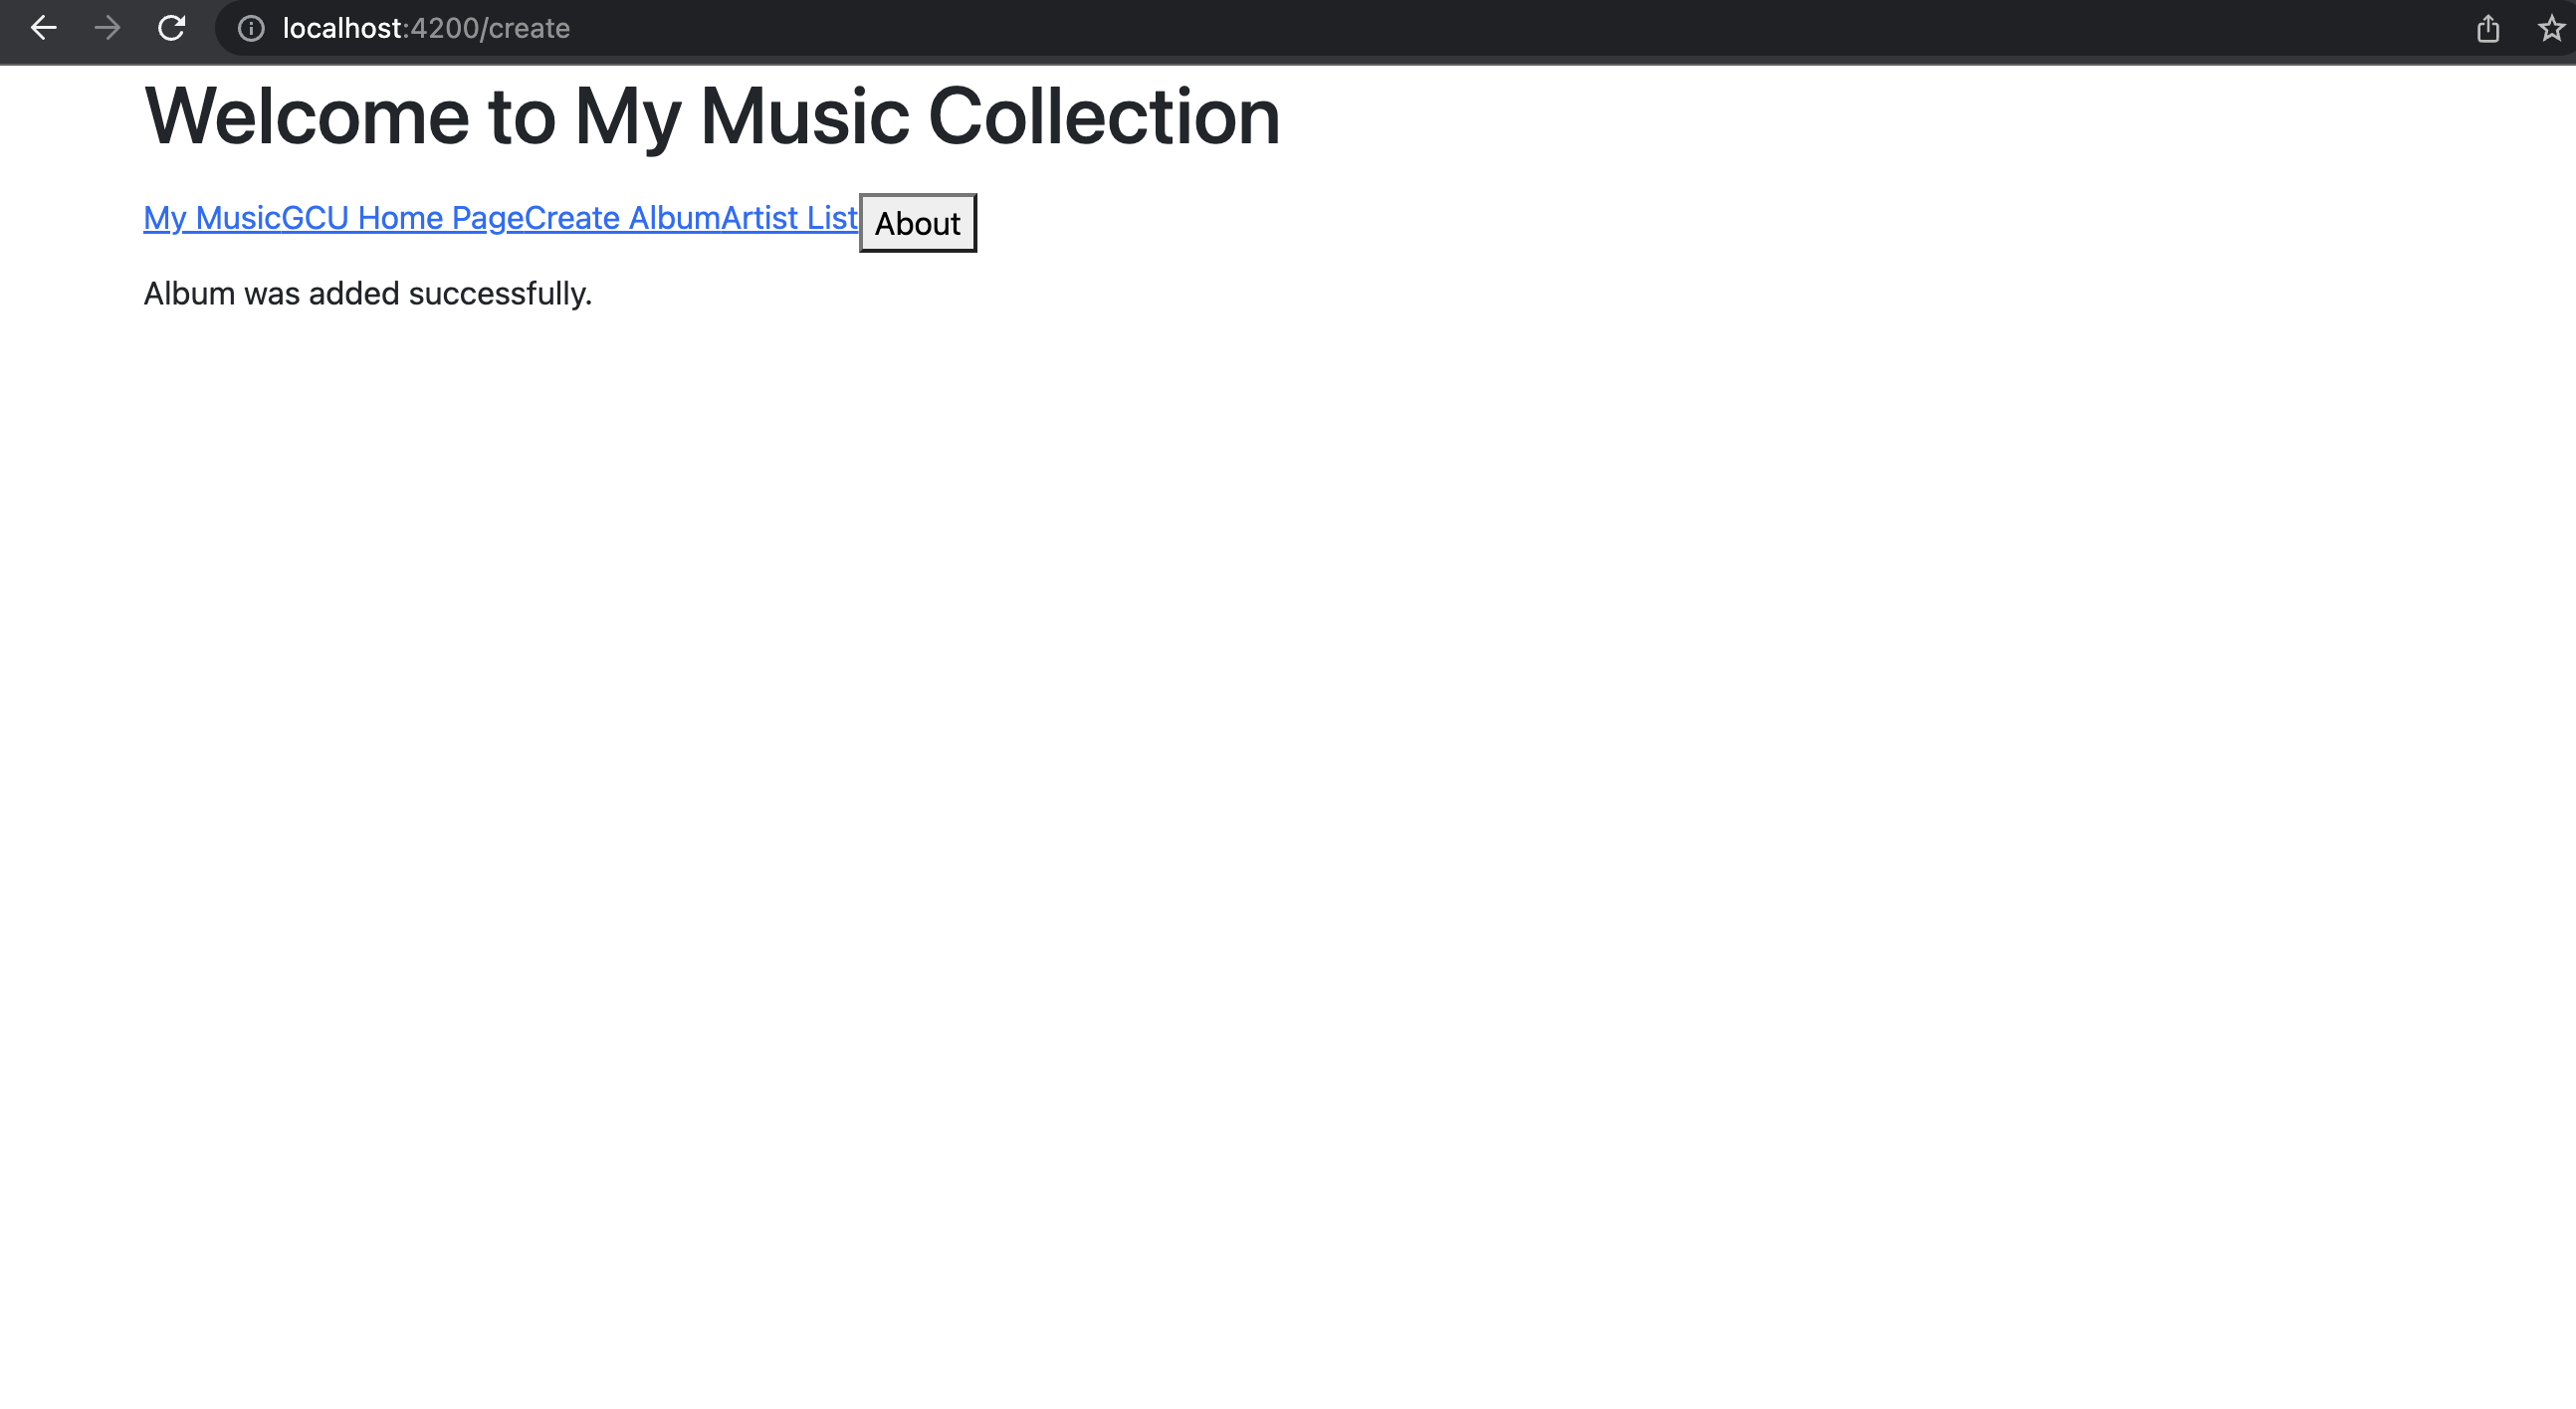 localhost:4200/create
Welcome to My Music Collection
My MusicGCU Home PageCreate AlbumArtist List About
Album was added successfully.